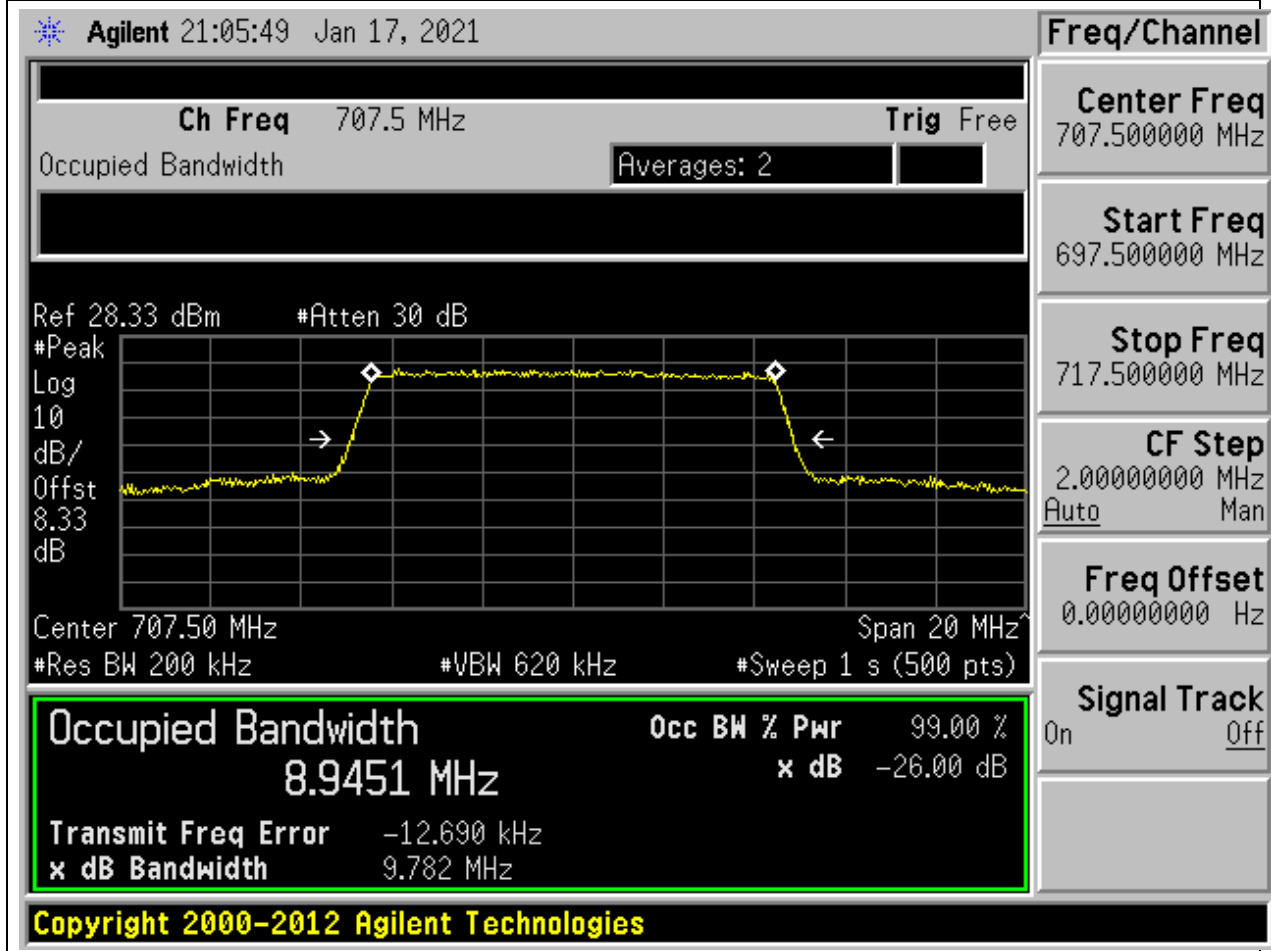 Agilent 21:05:49 Jan 17, 2021
Freq/Channel
Ch Freq 707.5 MHz Trig Free
Occupied Bandwidth Averages: 2
Center Freq
707.500000 MHz
Start Freq
697.500000 MHz
Stop Freq
717.500000 MHz
CF Step
2.00000000 MHz
Auto Man
Freq Offset
0.00000000 Hz
Signal Track
On Off
Ref 28.33 dBm #Atten 30 dB
#Peak
Log
10
dB/
Offst
8.33
dB
Center 707.50 MHz Span 20 MHz^
#Res BW 200 kHz #VBW 620 kHz #Sweep 1 s (500 pts)
Occupied Bandwidth Occ BW % Pwr 99.00 %
8.9451 MHz x dB -26.00 dB
Transmit Freq Error -12.690 kHz
x dB Bandwidth 9.782 MHz
Copyright 2000-2012 Agilent Technologies